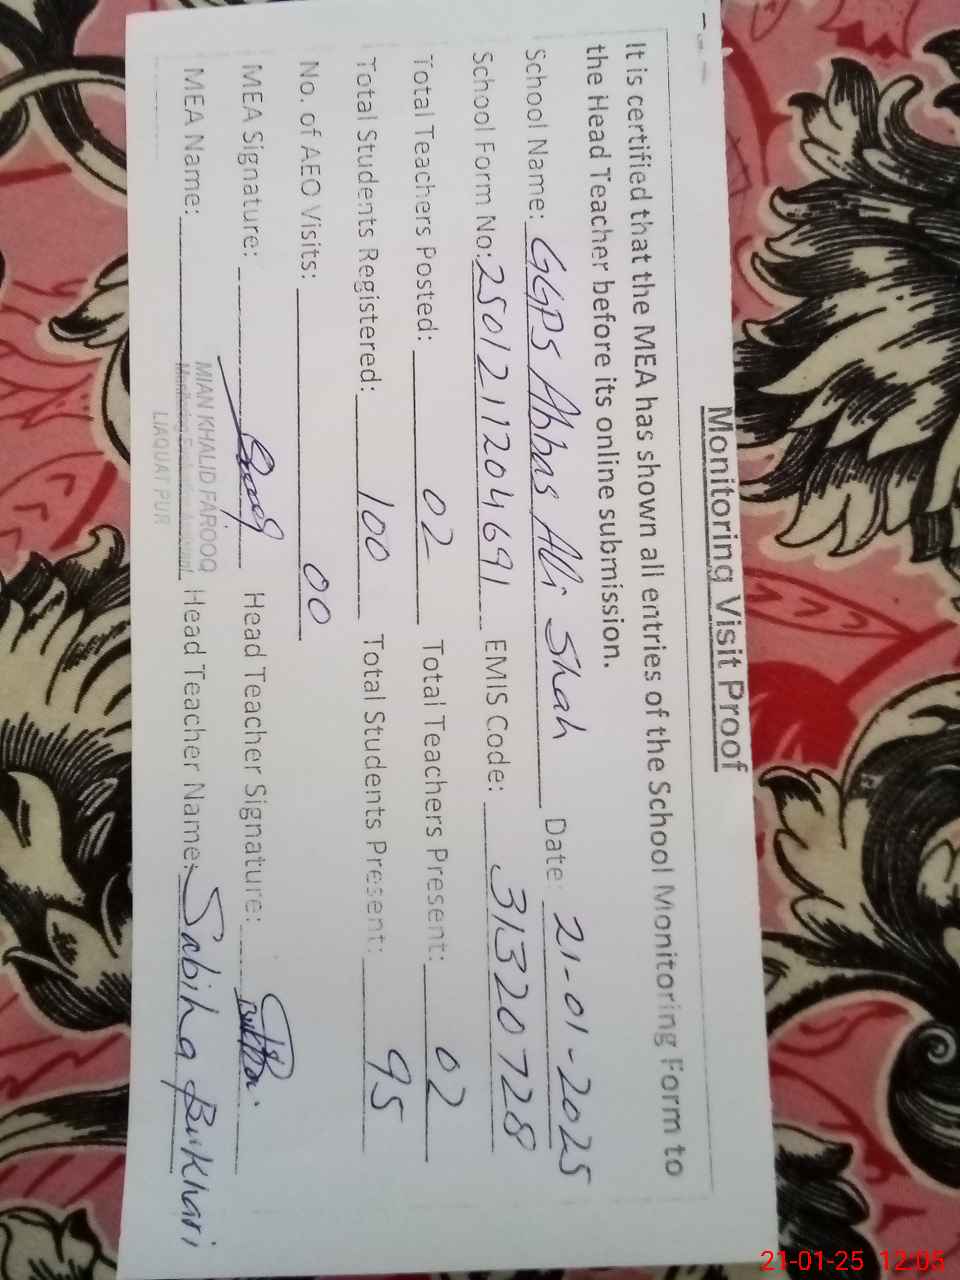 Monitoring Visit Proof
It is certified that the MEA has shown all entries of the School Monitoring Form to
the Head Teacher before its online submission.
School Name: GGPS Abbas Ali Shah Date: 21-01-2025
School Form No: 2501211204691 EMIS Code: 31320728
Total Teachers Posted: 02 Total Teachers Present: 02
Total Students Registered: 100 Total Students Present: 95
No. of AEO Visits: 00
MEA Signature: Head Teacher Signature:
MIAN KHALID FAROOQ
MEA Name: Head Teacher Name: Sabiha Bukhari
LIAQUAT PUR
21-01-25 12:05